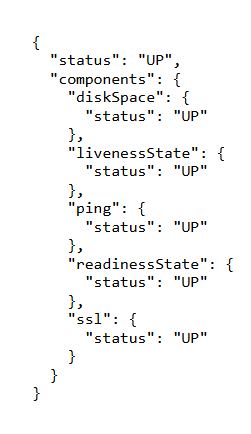 {
  "status": "UP",
  "components": {
    "diskSpace": {
      "status": "UP"
    },
    "livenessState": {
      "status": "UP"
    },
    "ping": {
      "status": "UP"
    },
    "readinessState": {
      "status": "UP"
    },
    "ssl": {
      "status": "UP"
    }
  }
}